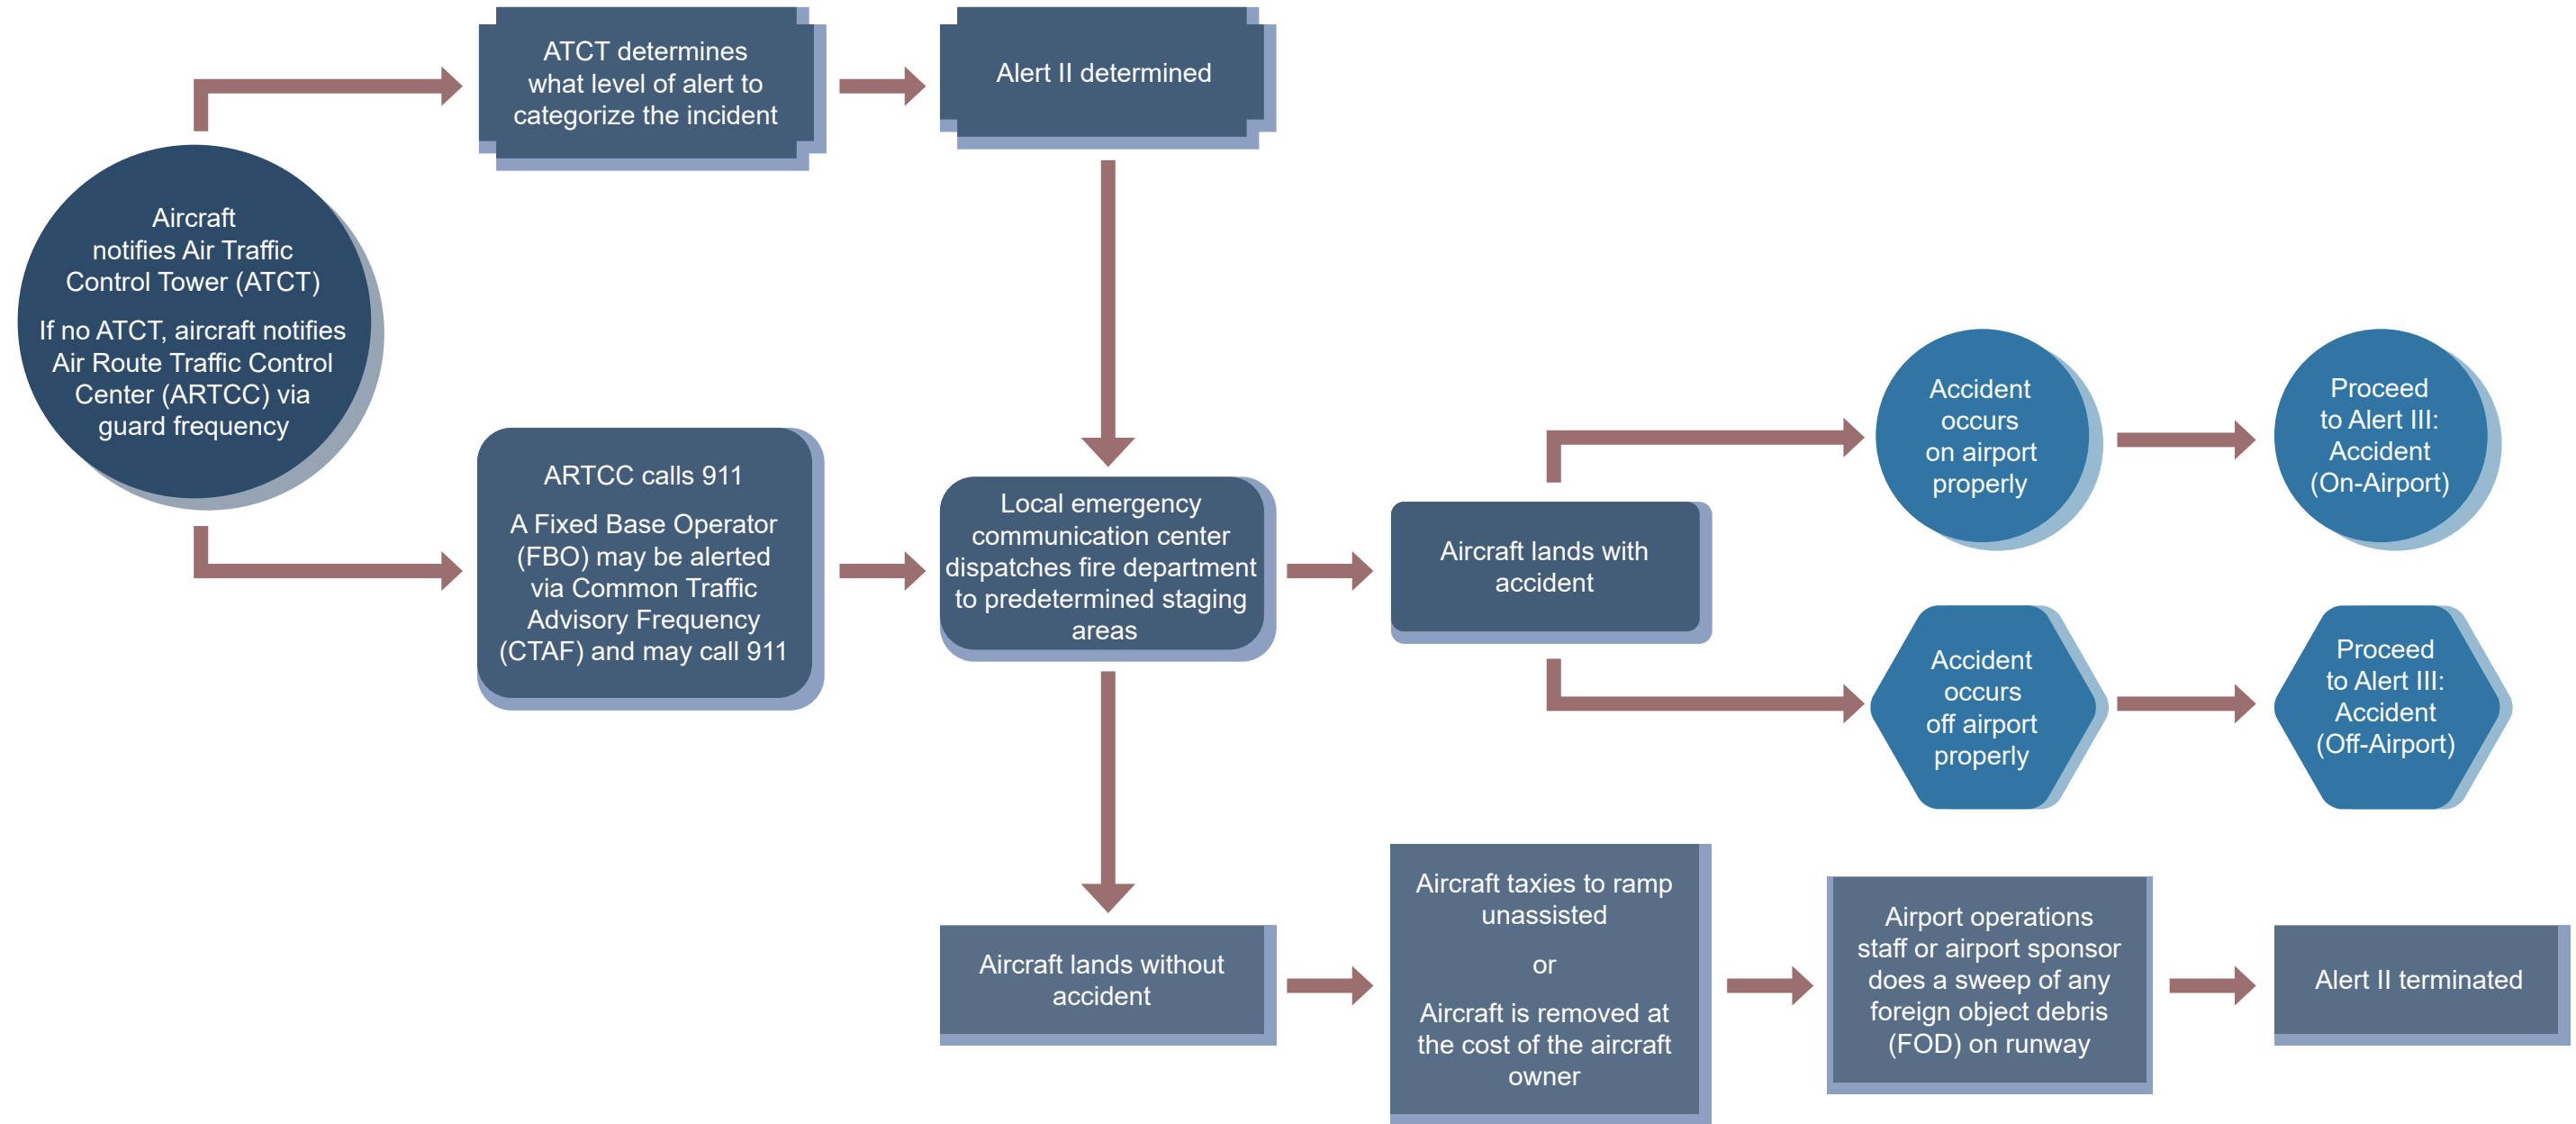 Aircraft
notifies Air Traffic
Control Tower (ATCT)
If no ATCT, aircraft notifies
Air Route Traffic Control
Center (ARTCC) via
guard frequency
ATCT determines
what level of alert to
categorize the incident
Alert II determined
ARTCC calls 911
A Fixed Base Operator
(FBO) may be alerted
via Common Traffic
Advisory Frequency
(CTAF) and may call 911
Local emergency
communication center
dispatches fire department
to predetermined staging
areas
Aircraft lands with
accident
Accident
occurs
on airport
properly
Proceed
to Alert III:
Accident
(On-Airport)
Accident
occurs
off airport
properly
Proceed
to Alert III:
Accident
(Off-Airport)
Aircraft lands without
accident
Aircraft taxies to ramp
unassisted
or
Aircraft is removed at
the cost of the aircraft
owner
Airport operations
staff or airport sponsor
does a sweep of any
foreign object debris
(FOD) on runway
Alert II terminated